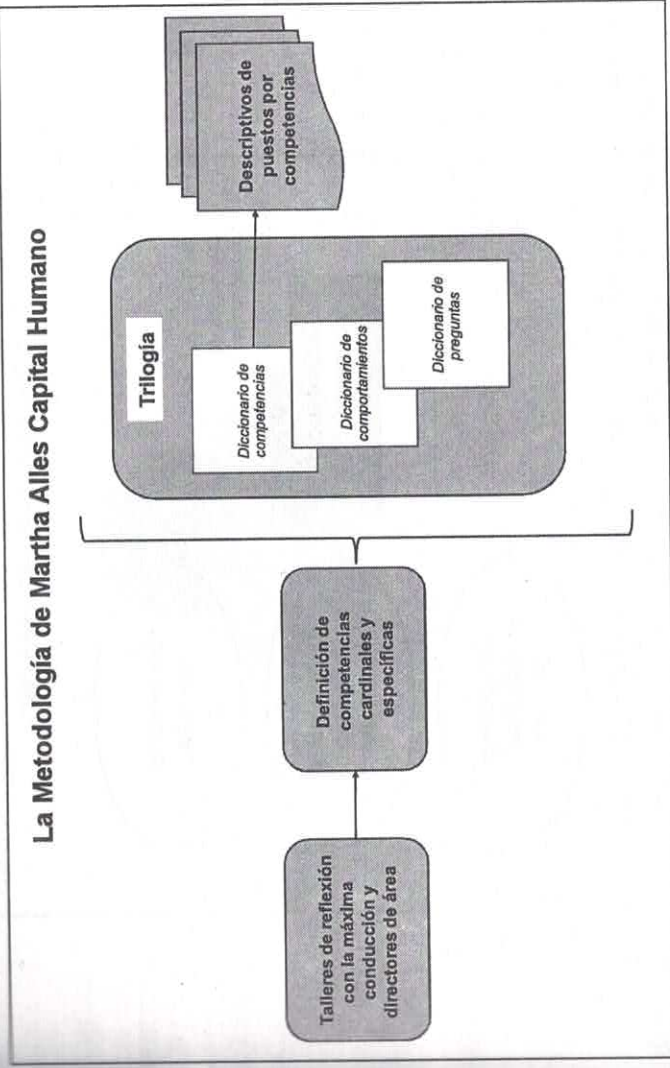 La Metodología de Martha Alles Capital Humano
Talleres de reflexión
con la máxima
conducción y
directores de área
Definición de
competencias
cardinales y
específicas
Trilogía
Diccionario de
competencias
Diccionario de
comportamientos
Diccionario de
preguntas
Descriptivos de
puestos por
competencias